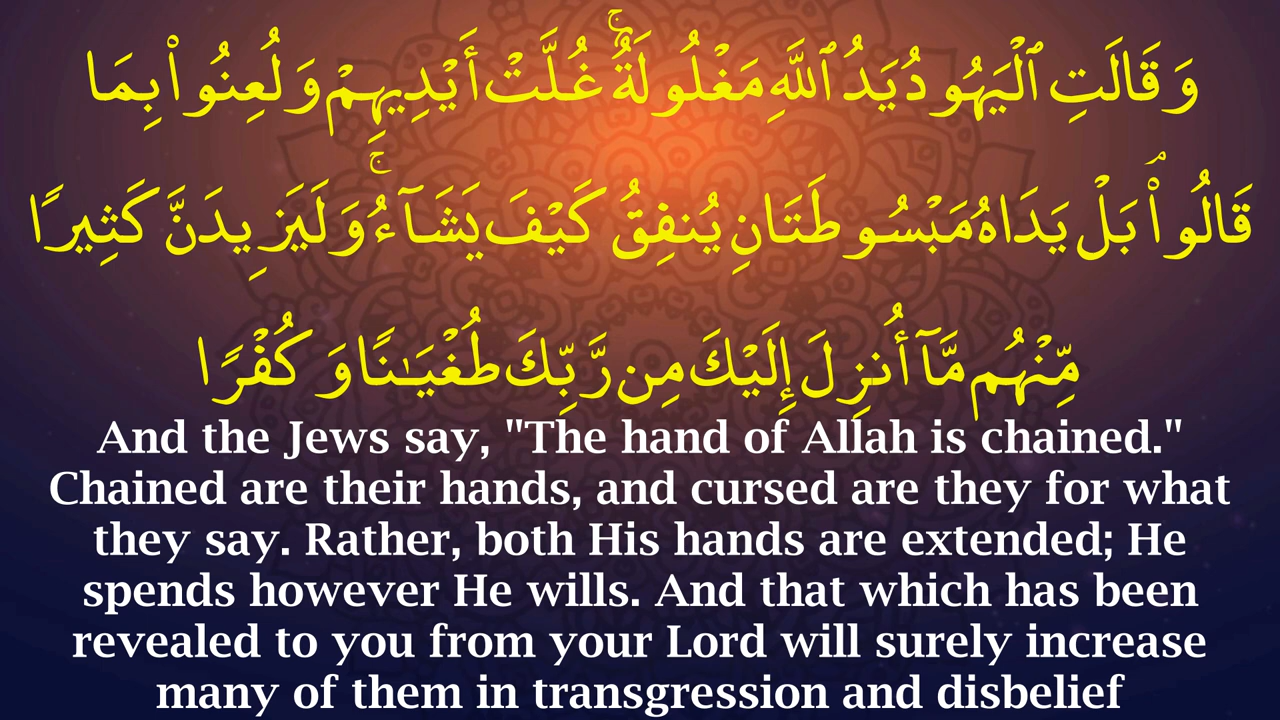 وَقَالَتِ ٱلْيَهُودُ يَدُ ٱللَّهِ مَغْلُولَةٌ ۚ غُلَّتْ أَيْدِيهِمْ وَلُعِنُوا۟ بِمَا
قَالُوا۟ ۘ بَلْ يَدَاهُ مَبْسُوطَتَانِ يُنفِقُ كَيْفَ يَشَآءُ ۚ وَلَيَزِيدَنَّ كَثِيرًا
مِّنْهُم مَّآ أُنزِلَ إِلَيْكَ مِن رَّبِّكَ طُغْيَـٰنًا وَكُفْرًا
And the Jews say, "The hand of Allah is chained."
Chained are their hands, and cursed are they for what
they say. Rather, both His hands are extended; He
spends however He wills. And that which has been
revealed to you from your Lord will surely increase
many of them in transgression and disbelief